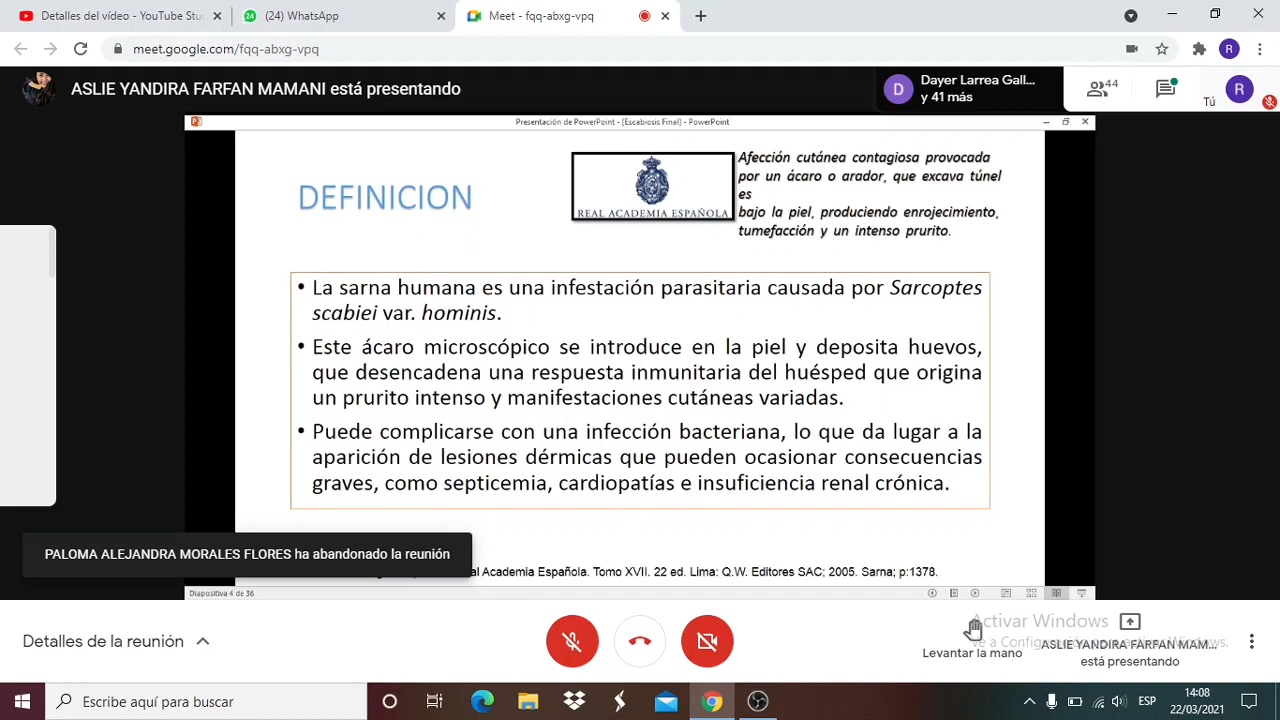 Detalles del vídeo - YouTube Stu
(24) WhatsApp
Meet - fqq-abxg-vpq
meet.google.com/fqq-abxg-vpq
R
ASLIE YANDIRA FARFAN MAMANI está presentando
D
Dayer Larrea Gall...
y 41 más
44
Tú
R
Presentación de PowerPoint - (Escabiosis Final) - PowerPoint
DEFINICION
REAL ACADEMIA ESPAÑOLA
Afección cutánea contagiosa provocada
por un ácaro o arador, que excava túnel
es
bajo la piel, produciendo enrojecimiento,
tumefacción y un intenso prurito.
• La sarna humana es una infestación parasitaria causada por Sarcoptes
scabiei var. hominis.
• Este ácaro microscópico se introduce en la piel y deposita huevos,
que desencadena una respuesta inmunitaria del huésped que origina
un prurito intenso y manifestaciones cutáneas variadas.
• Puede complicarse con una infección bacteriana, lo que da lugar a la
aparición de lesiones dérmicas que pueden ocasionar consecuencias
graves, como septicemia, cardiopatías e insuficiencia renal crónica.
PALOMA ALEJANDRA MORALES FLORES ha abandonado la reunión
Academia Española. Tomo XVII. 22 ed. Lima: Q.W. Editores SAC; 2005. Sarna; p:1378.
Diapositiva 4 de 36
Detalles de la reunión
Levantar la mano
Activar Windows
Ve a Configuración para activar Windows.
ASLIE YANDIRA FARFAN MAM...
está presentando
Escribe aquí para buscar
ESP
14:08
22/03/2021